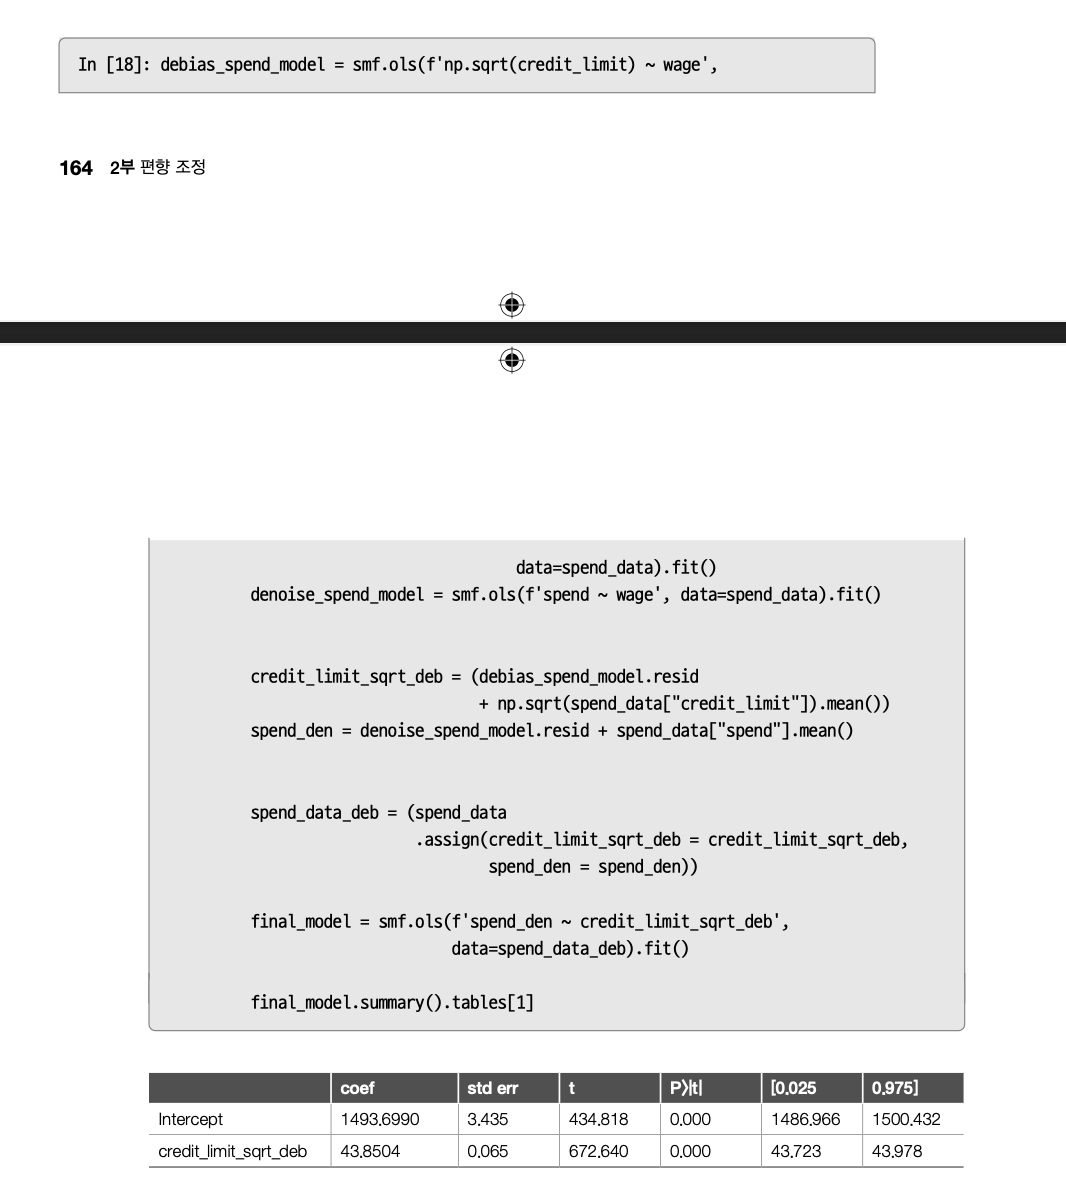 In [18]: debias_spend_model = smf.ols(f'np.sqrt(credit_limit) ~ wage',
164 2부 편향 조정
data=spend_data).fit()
denoise_spend_model = smf.ols(f'spend ~ wage', data=spend_data).fit()
credit_limit_sqrt_deb = (debias_spend_model.resid
+ np.sqrt(spend_data["credit_limit"]).mean())
spend_den = denoise_spend_model.resid + spend_data["spend"].mean()
spend_data_deb = (spend_data
.assign(credit_limit_sqrt_deb = credit_limit_sqrt_deb,
spend_den = spend_den))
final_model = smf.ols(f'spend_den ~ credit_limit_sqrt_deb',
data=spend_data_deb).fit()
final_model.summary().tables[1]
coef std err t P>|t| [0.025 0.975]
Intercept 1493.6990 3.435 434.818 0.000 1486.966 1500.432
credit_limit_sqrt_deb 43.8504 0.065 672.640 0.000 43.723 43.978